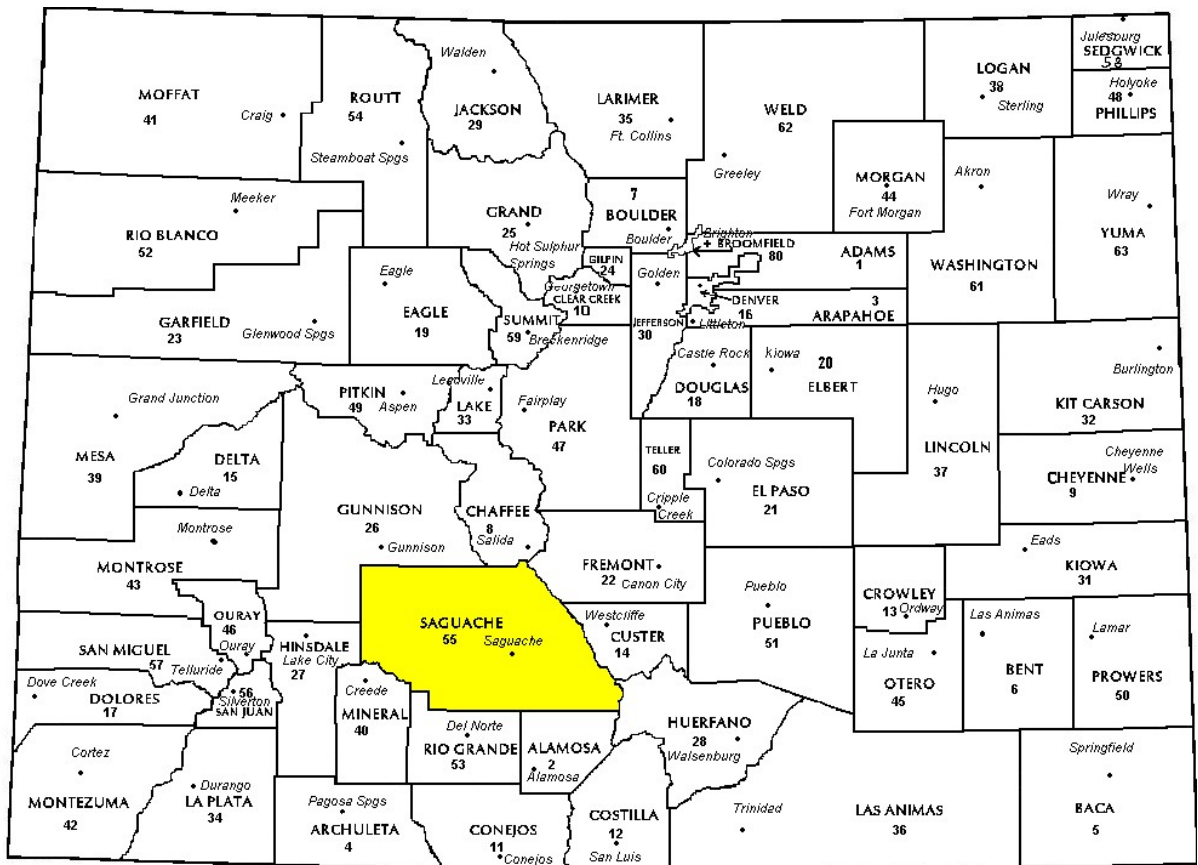 MOFFAT
41
Craig
ROUTT
54
Steamboat Spgs
Walden
JACKSON
29
LARIMER
35
Ft. Collins
WELD
62
Greeley
LOGAN
38
Sterling
Julesburg
SEDGWICK
58
Holyoke
48
PHILLIPS
MORGAN
44
Fort Morgan
Akron
WASHINGTON
61
Wray
YUMA
63
Meeker
RIO BLANCO
52
GRAND
25
Hot Sulphur
Springs
7
BOULDER
Boulder
Brighton
+ BROOMFIELD
80
ADAMS
1
GILPIN
24
Golden
JEFFERSON
30
Georgetown
CLEAR CREEK
10
DENVER
16
3
ARAPAHOE
Littleton
GARFIELD
23
Glenwood Spgs
Eagle
EAGLE
19
SUMMIT
59
Breckenridge
Castle Rock
DOUGLAS
18
kiowa
20
ELBERT
Hugo
LINCOLN
37
Burlington
KIT CARSON
32
Grand Junction
MESA
39
PITKIN
49
Aspen
Leadville
LAKE
33
Fairplay
PARK
47
TELLER
60
Cripple
Creek
Colorado Spgs
EL PASO
21
Cheyenne
Wells
CHEYENNE
9
DELTA
15
Delta
GUNNISON
26
Gunnison
CHAFFEE
8
Salida
Montrose
MONTROSE
43
FREMONT
22
Canon City
Pueblo
PUEBLO
51
CROWLEY
13
Ordway
Eads
KIOWA
31
OURAY
46
Ouray
SAN MIGUEL
57
Telluride
HINSDALE
Lake City
27
SAGUACHE
55
Saguache
Westcliffe
CUSTER
14
La Junta
OTERO
45
Las Animas
BENT
6
Lamar
PROWERS
50
Dove Creek
DOLORES
17
56
Silverton
SAN JUAN
Creede
MINERAL
40
Del Norte
RIO GRANDE
53
ALAMOSA
2
Alamosa
HUERFANO
28
Walsenburg
Cortez
MONTEZUMA
42
Durango
LA PLATA
34
Pagosa Spgs
ARCHULETA
4
CONEJOS
11
Conejos
COSTILLA
12
San Luis
Trinidad
LAS ANIMAS
36
Springfield
BACA
5